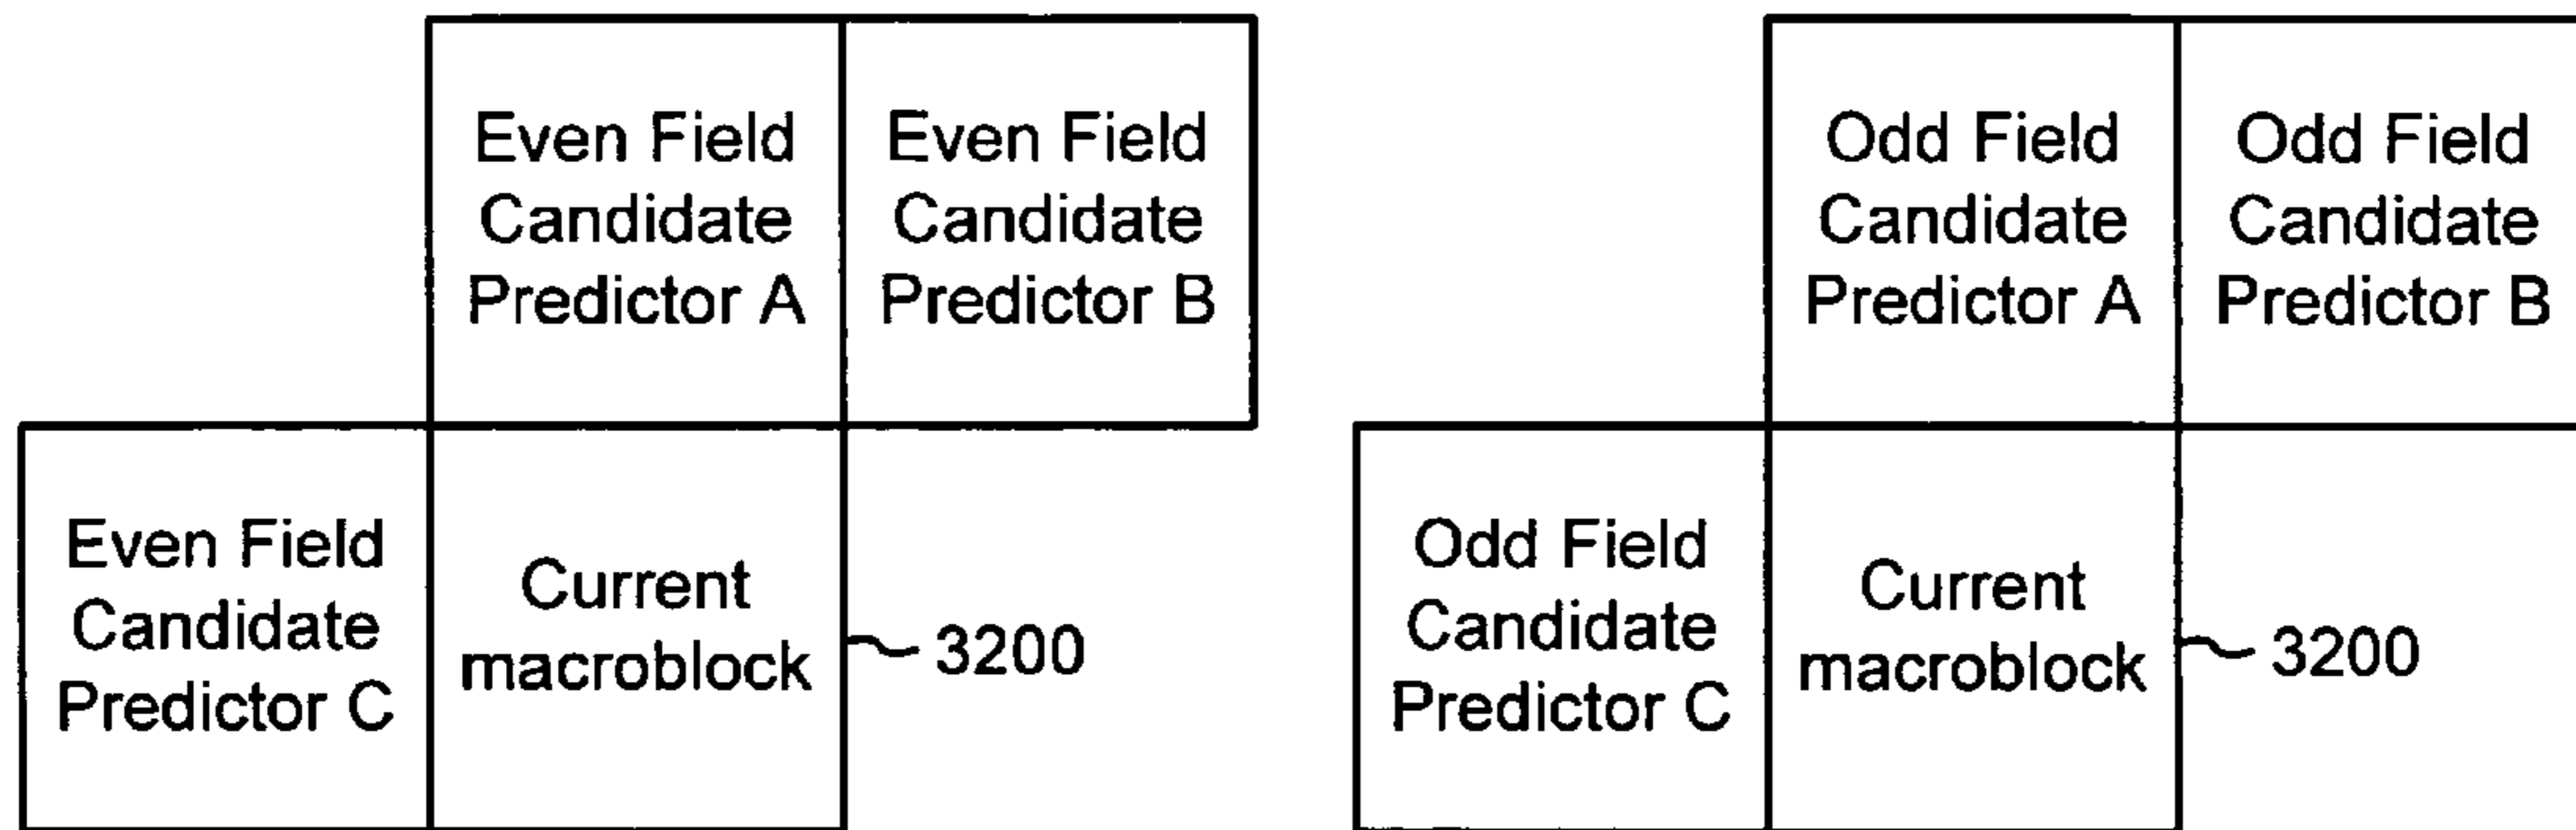 Even Field
Candidate
Predictor A
Even Field
Candidate
Predictor B
Even Field
Candidate
Predictor C
Current
macroblock
3200
Odd Field
Candidate
Predictor A
Odd Field
Candidate
Predictor B
Odd Field
Candidate
Predictor C
Current
macroblock
3200